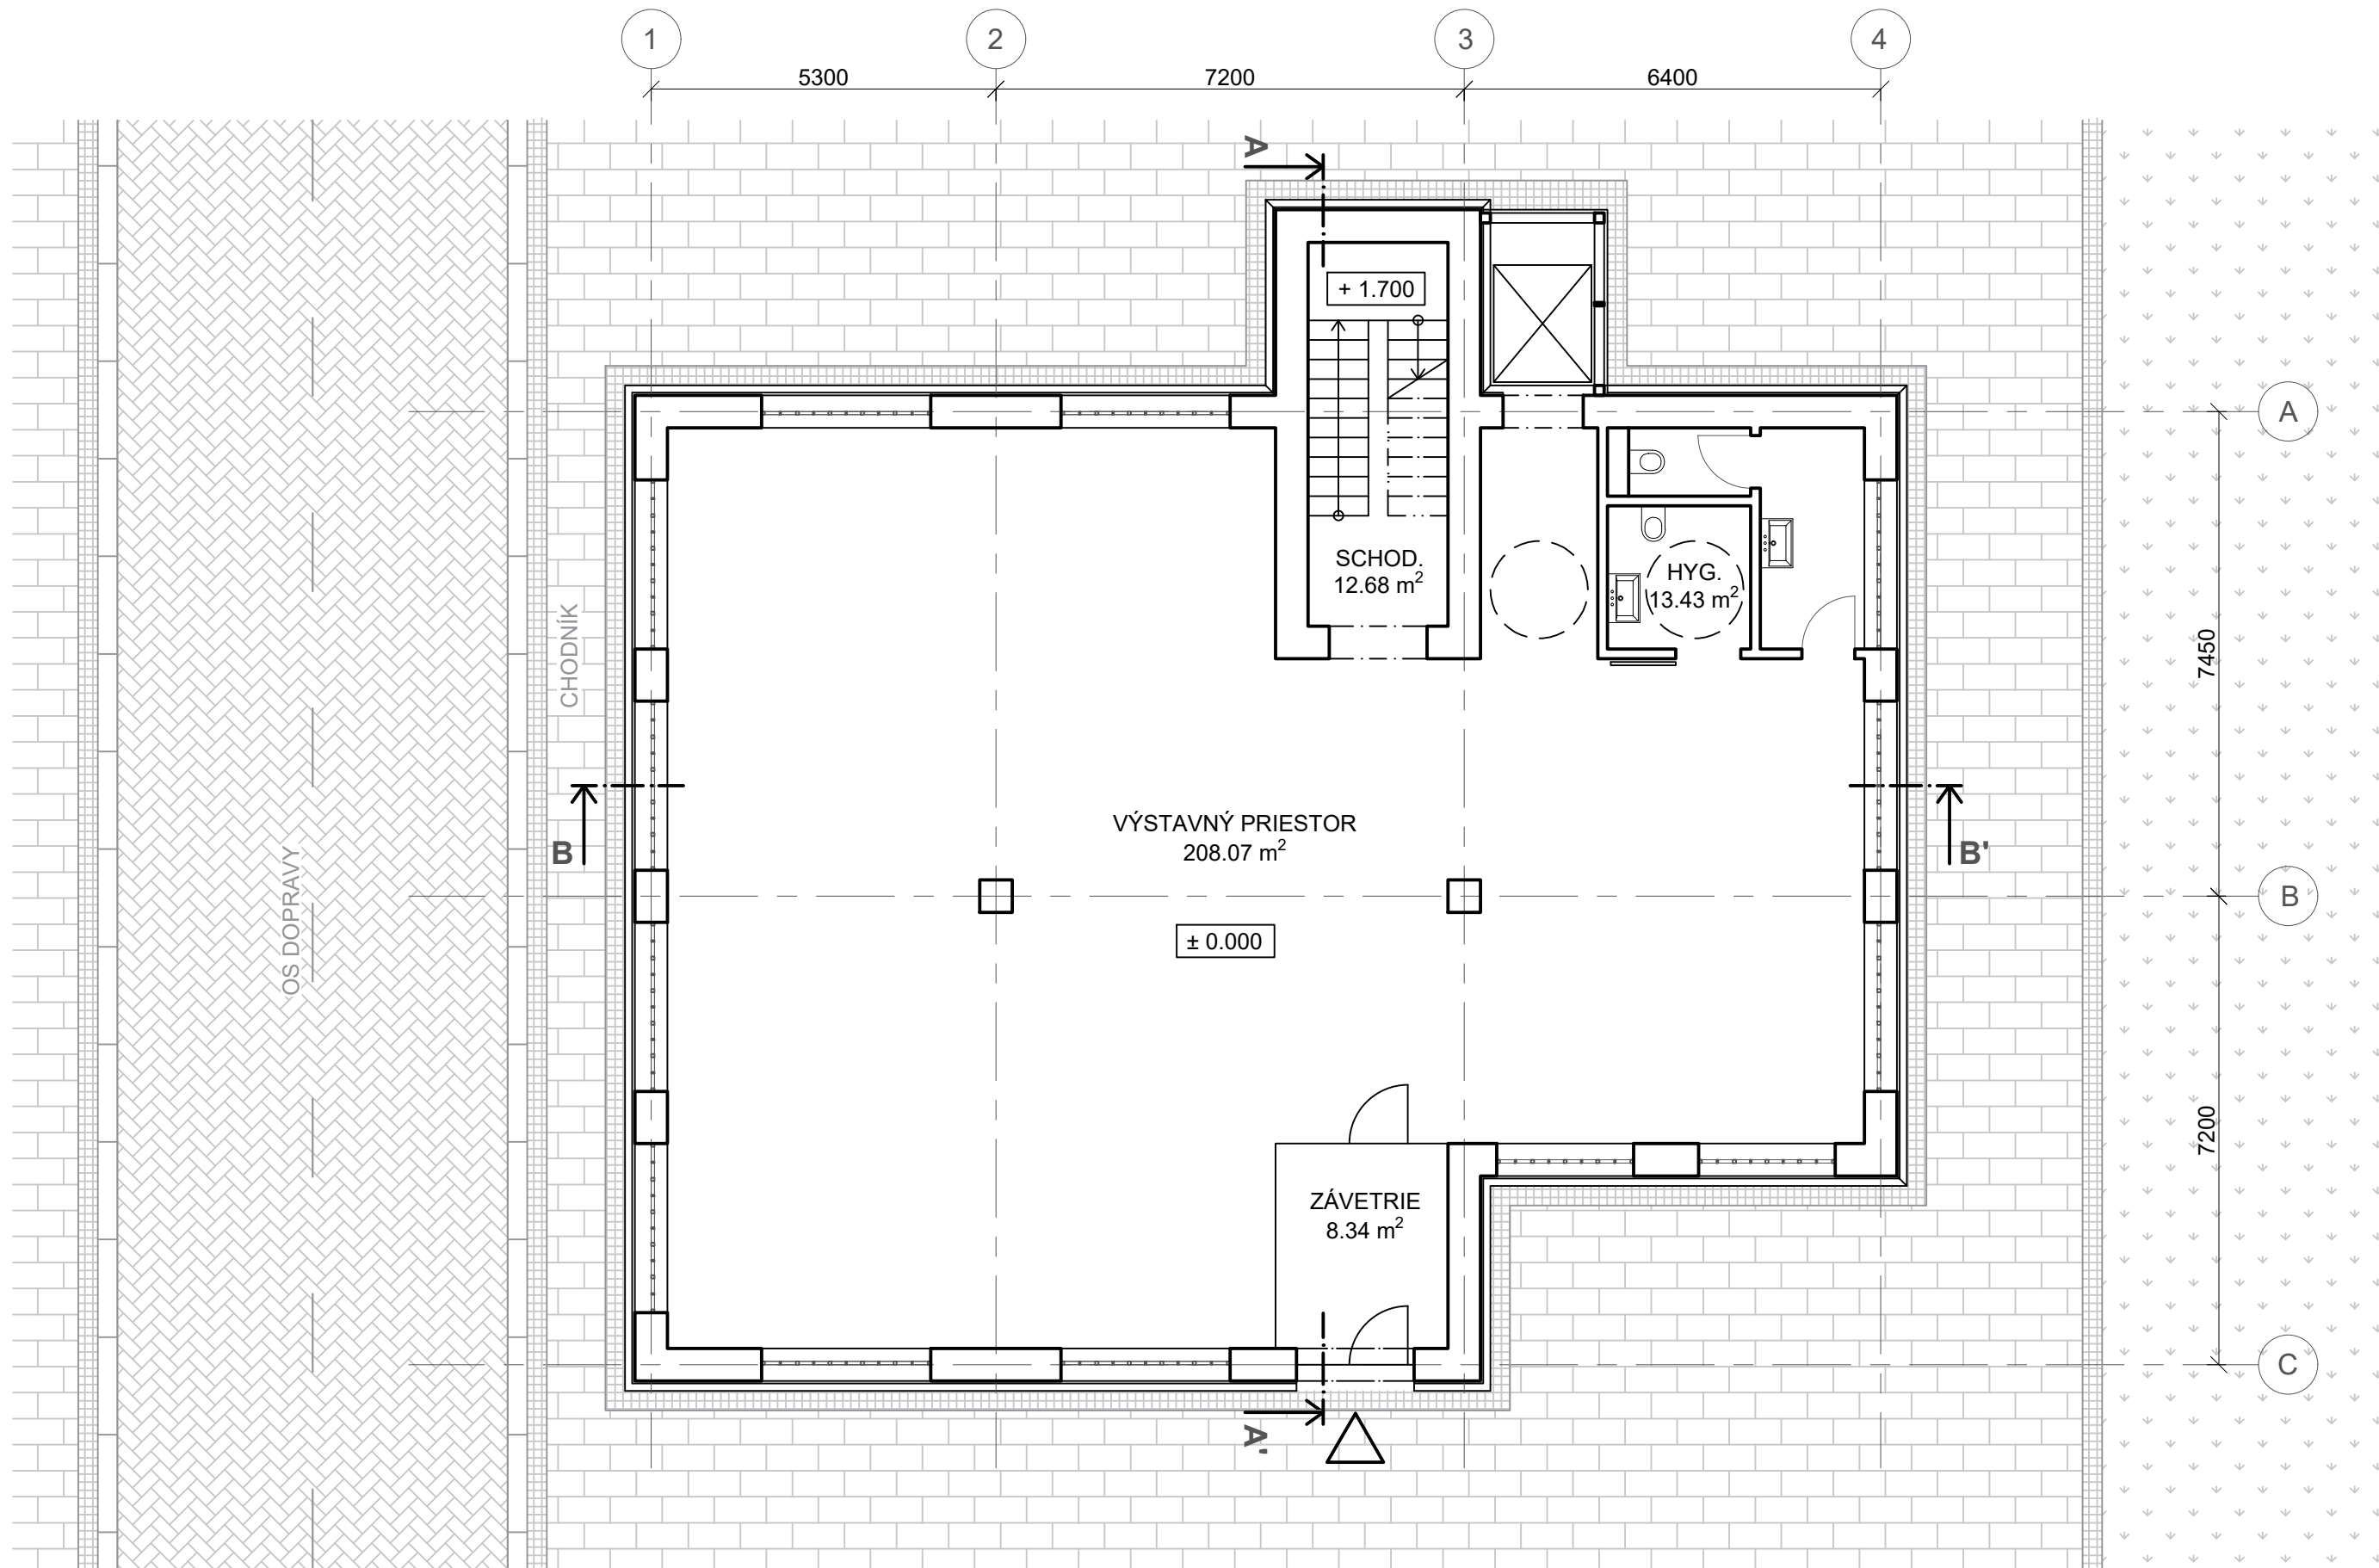 1
2
3
4
5300
7200
6400
A
+ 1.700
A
SCHOD.
12.68 m²
HYG.
13.43 m²
CHODNÍK
7450
VÝSTAVNÝ PRIESTOR
208.07 m²
B
B'
OS DOPRAVY
B
± 0.000
7200
ZÁVETRIE
8.34 m²
C
A'